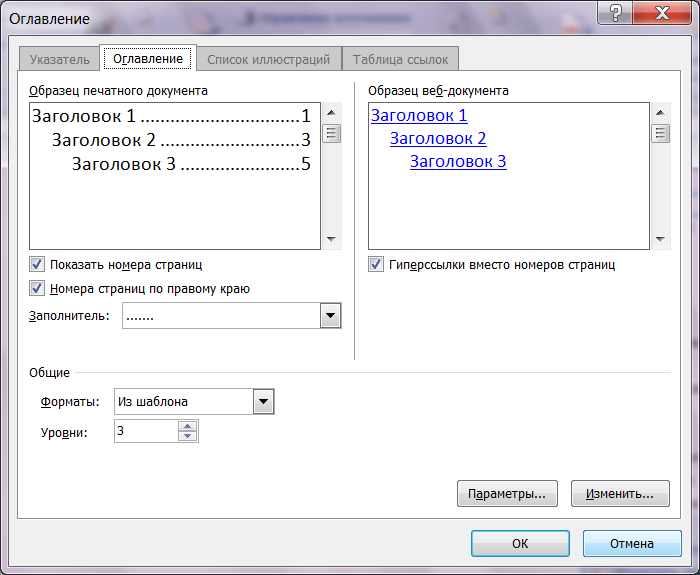 Оглавление
Указатель Оглавление Список иллюстраций Таблица ссылок
Образец печатного документа
Заголовок 1 ................................ 1
Заголовок 2 ........................... 3
Заголовок 3 ....................... 5
Образец веб-документа
Заголовок 1
Заголовок 2
Заголовок 3
Показать номера страниц
Номера страниц по правому краю
Заполнитель: .......
Гиперссылки вместо номеров страниц
Общие
Форматы: Из шаблона
Уровни: 3
Параметры... Изменить...
ОК Отмена